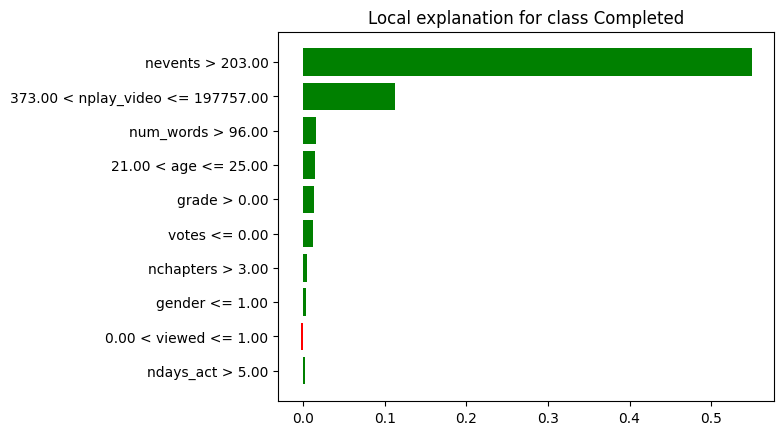 Local explanation for class Completed
nevents > 203.00
373.00 < nplay_video <= 197757.00
num_words > 96.00
21.00 < age <= 25.00
grade > 0.00
votes <= 0.00
nchapters > 3.00
gender <= 1.00
0.00 < viewed <= 1.00
ndays_act > 5.00
0.0 0.1 0.2 0.3 0.4 0.5